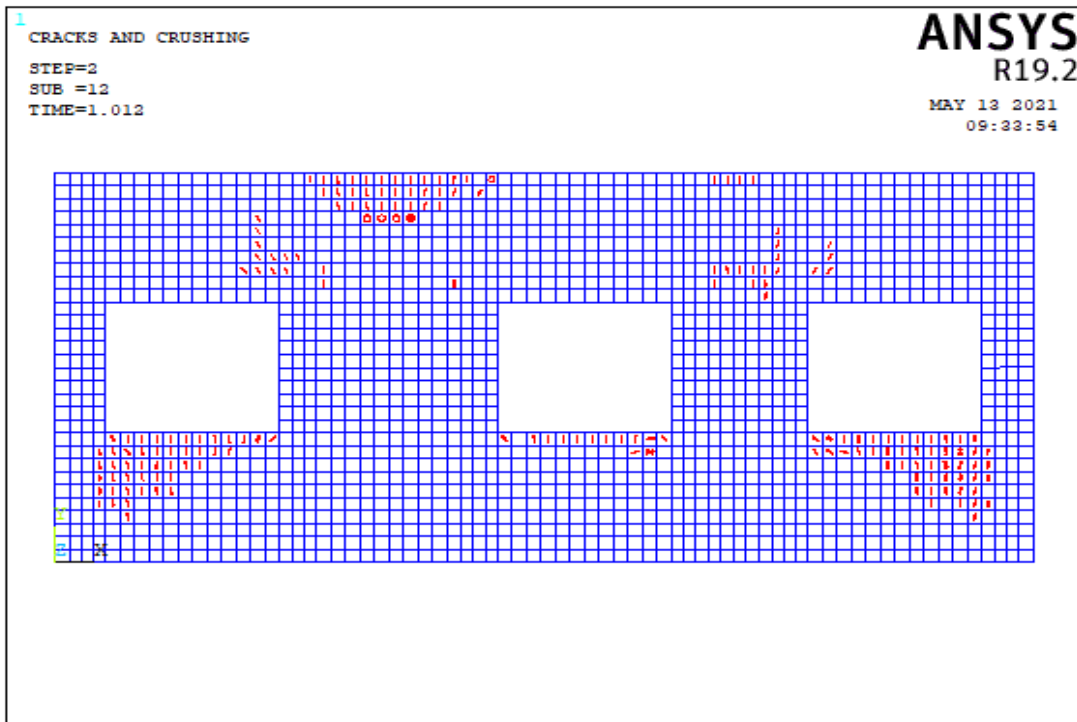 1
CRACKS AND CRUSHING
STEP=2
SUB =12
TIME=1.012
ANSYS
R19.2
MAY 13 2021
09:33:54
Y
Z X